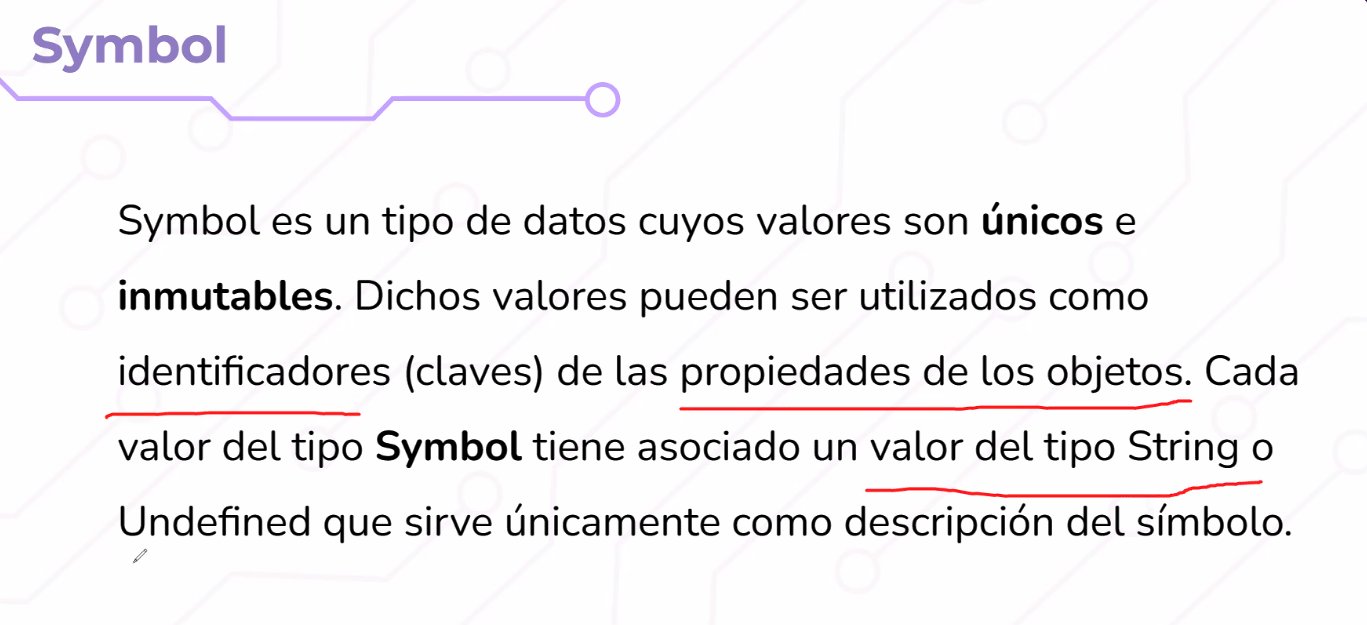 Symbol
Symbol es un tipo de datos cuyos valores son únicos e
inmutables. Dichos valores pueden ser utilizados como
identificadores (claves) de las propiedades de los objetos. Cada
valor del tipo Symbol tiene asociado un valor del tipo String o
Undefined que sirve únicamente como descripción del símbolo.